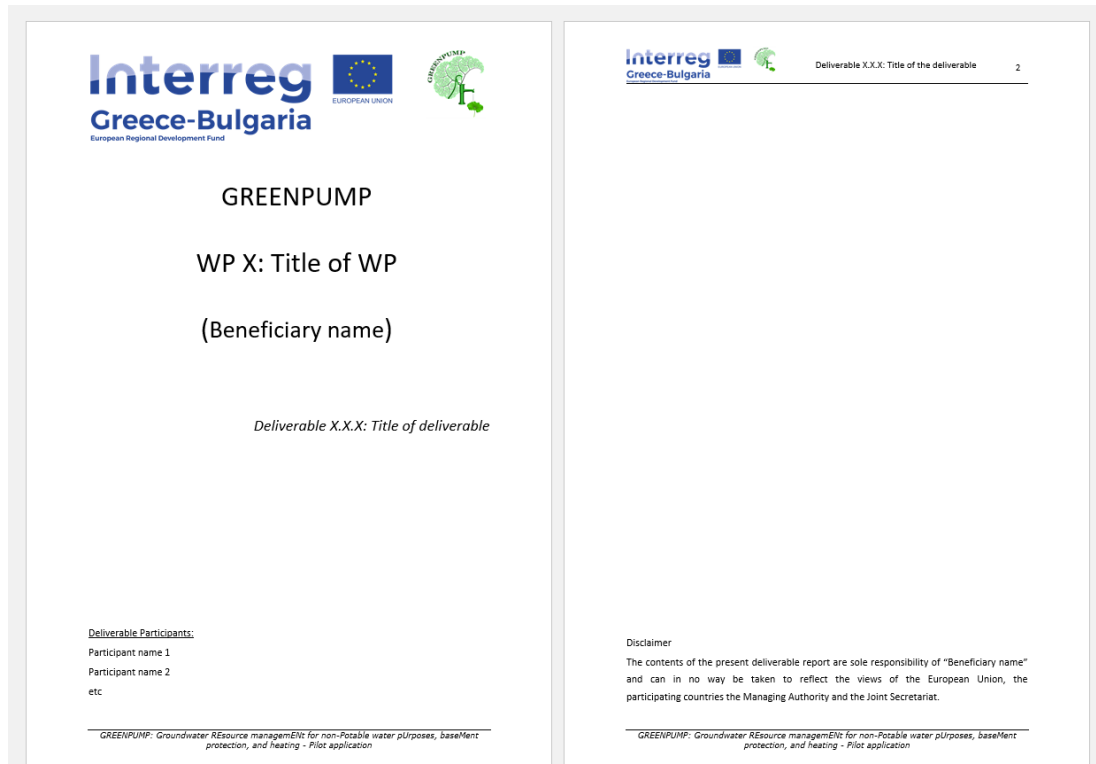 Interreg
Greece-Bulgaria
European Regional Development Fund
EUROPEAN UNION
GREENPUMP
GREENPUMP
WP X: Title of WP
(Beneficiary name)
Deliverable X.X.X: Title of deliverable
Deliverable Participants:
Participant name 1
Participant name 2
etc
GREENPUMP: Groundwater REsource managemENt for non-Potable water pUrposes, baseMent
protection, and heating - Pilot application
Interreg
Greece-Bulgaria
Deliverable X.X.X: Title of the deliverable
2
Disclaimer
The contents of the present deliverable report are sole responsibility of “Beneficiary name”
and can in no way be taken to reflect the views of the European Union, the
participating countries the Managing Authority and the Joint Secretariat.
GREENPUMP: Groundwater REsource managemENt for non-Potable water pUrposes, baseMent
protection, and heating - Pilot application